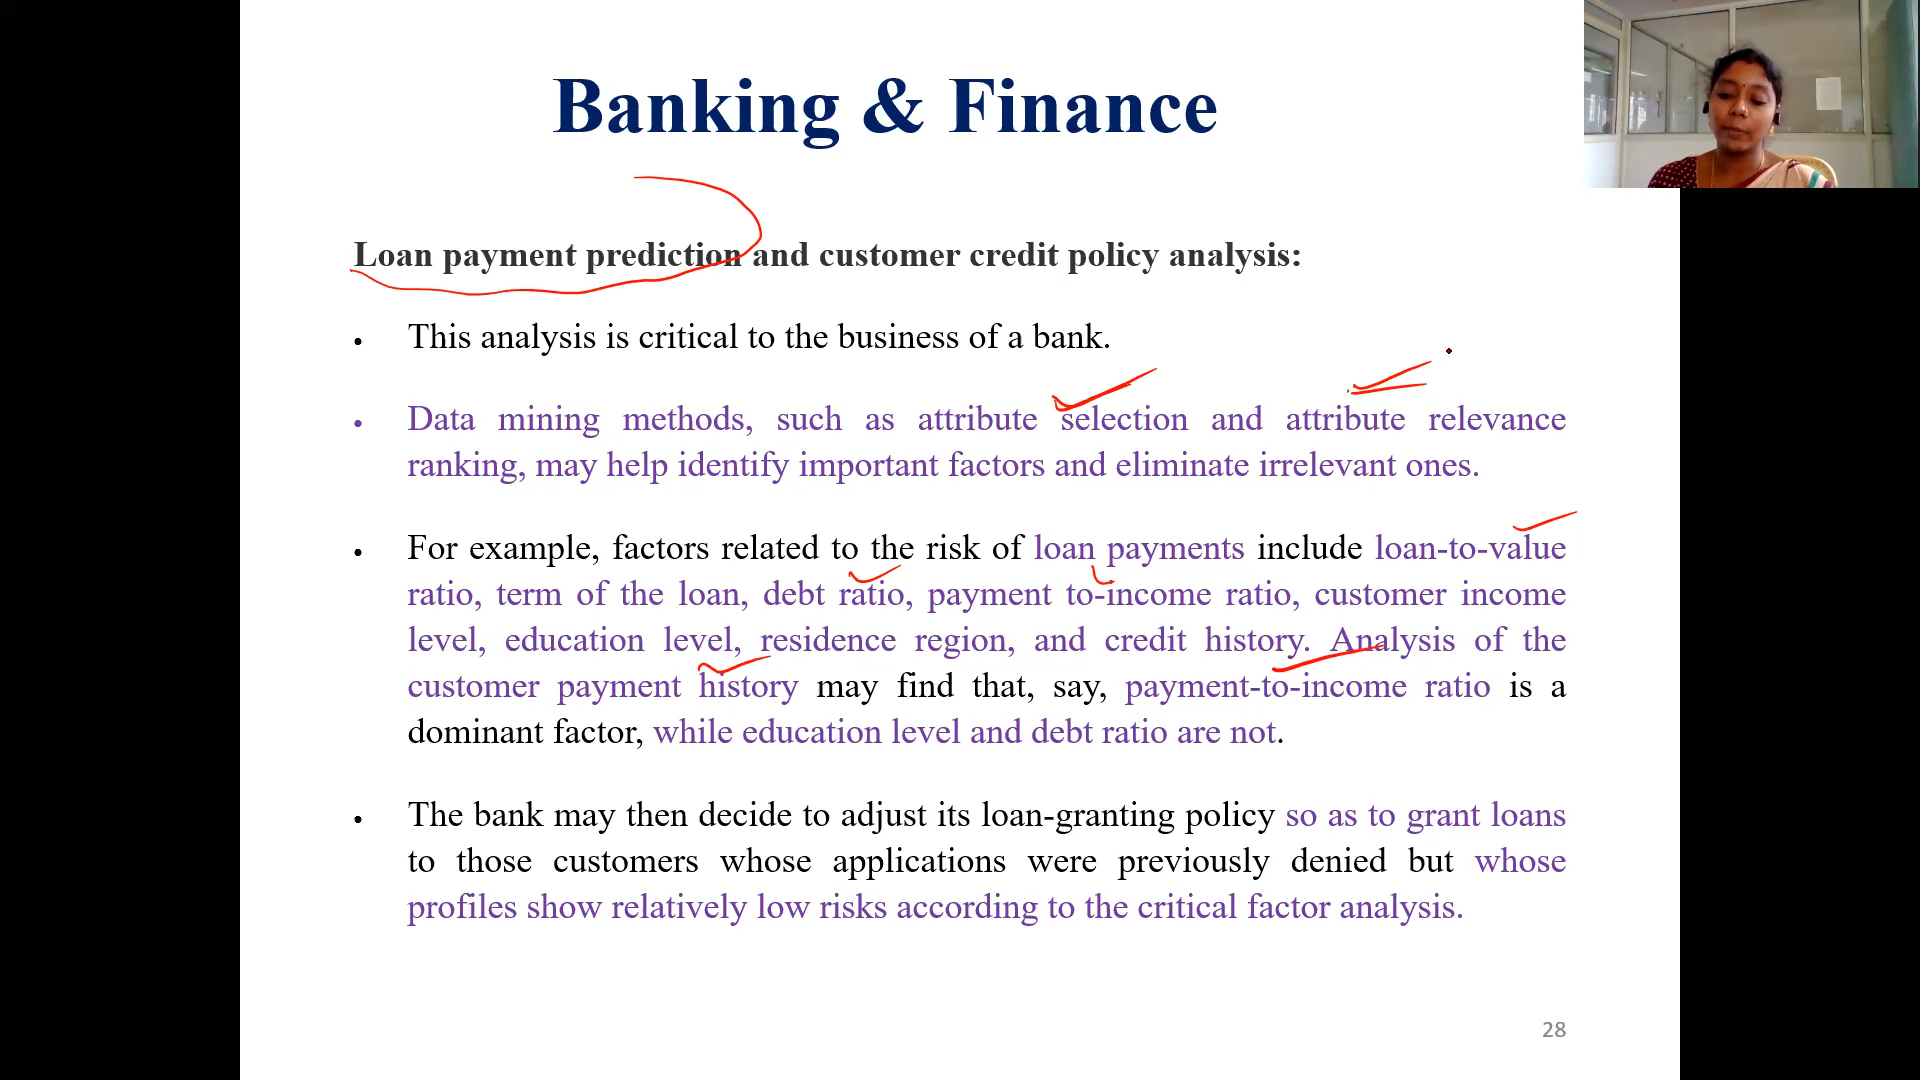 Banking & Finance
Loan payment prediction and customer credit policy analysis:
• This analysis is critical to the business of a bank.
• Data mining methods, such as attribute selection and attribute relevance
ranking, may help identify important factors and eliminate irrelevant ones.
• For example, factors related to the risk of loan payments include loan-to-value
ratio, term of the loan, debt ratio, payment to-income ratio, customer income
level, education level, residence region, and credit history. Analysis of the
customer payment history may find that, say, payment-to-income ratio is a
dominant factor, while education level and debt ratio are not.
• The bank may then decide to adjust its loan-granting policy so as to grant loans
to those customers whose applications were previously denied but whose
profiles show relatively low risks according to the critical factor analysis.
28